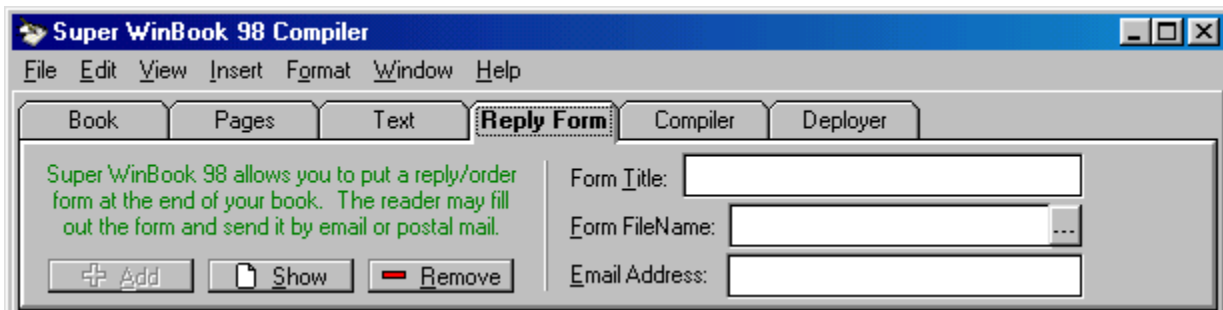 Super WinBook 98 Compiler
File Edit View Insert Format Window Help
Book Pages Text Reply Form Compiler Deployer
Super WinBook 98 allows you to put a reply/order
form at the end of your book. The reader may fill
out the form and send it by email or postal mail.
Add Show Remove
Form Title:
Form FileName: ...
Email Address: